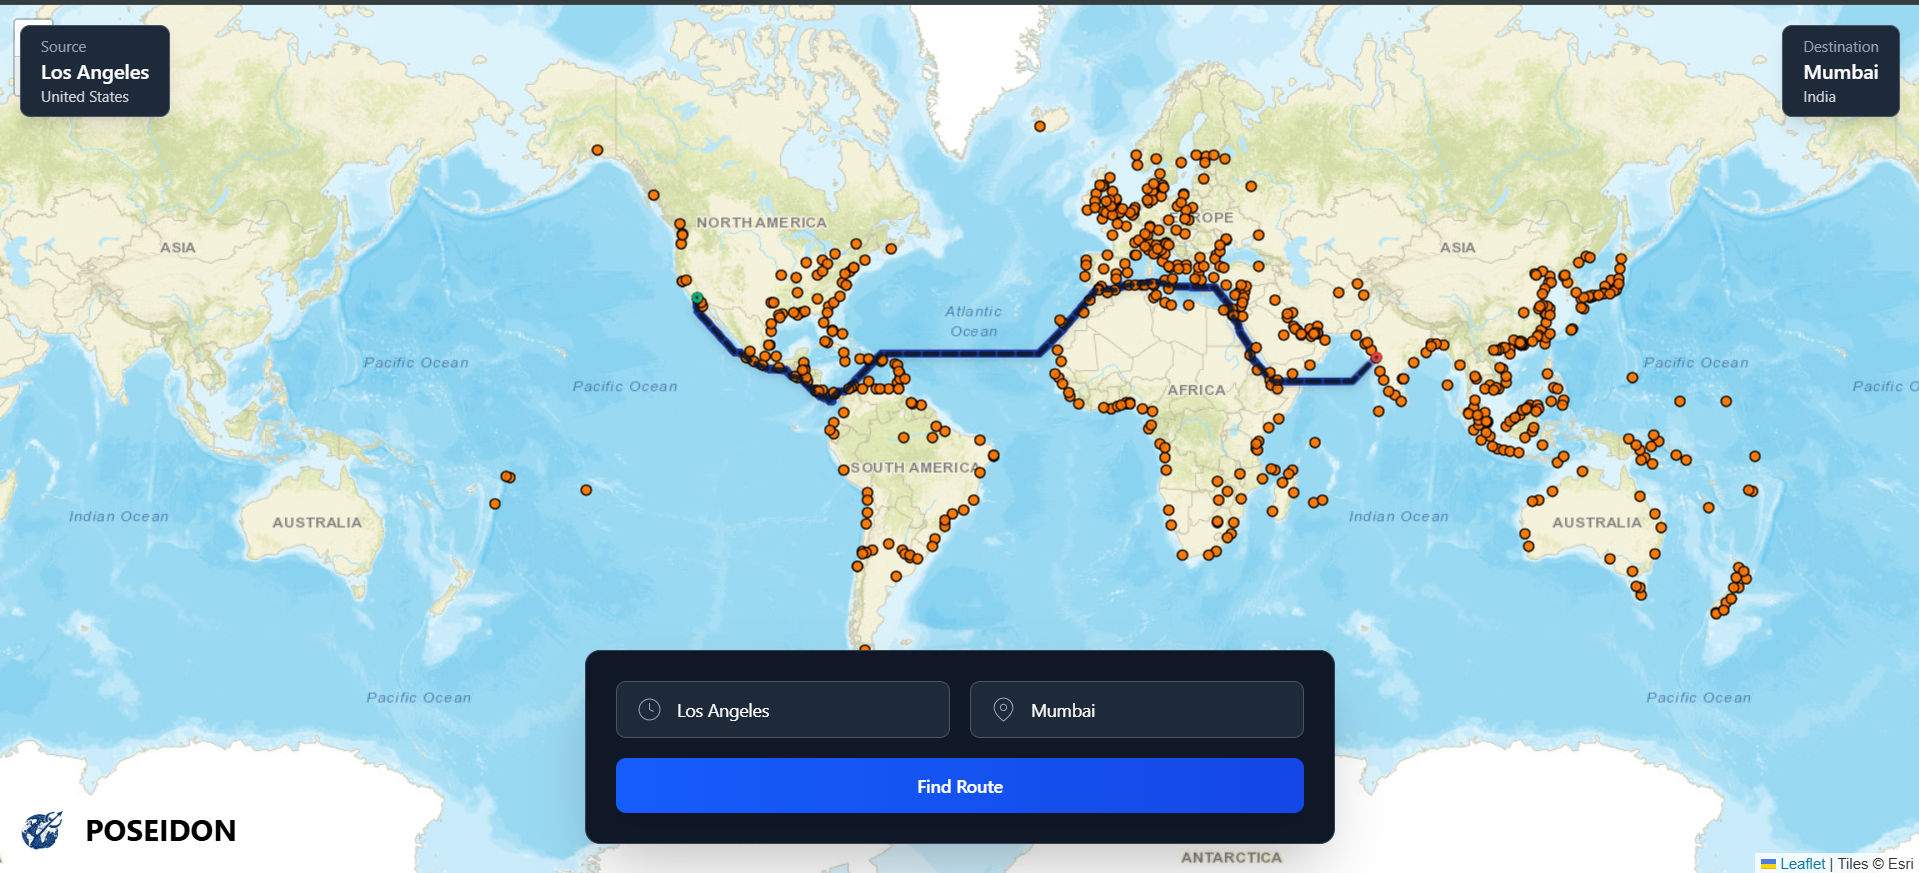 Source
Los Angeles
United States
Destination
Mumbai
India
NORTH AMERICA
ASIA
ASIA
Atlantic
Ocean
Pacific Ocean
Pacific Ocean
Pacific Ocean
AFRICA
SOUTH AMERICA
Indian Ocean
AUSTRALIA
Indian Ocean
AUSTRALIA
Pacific Ocean
Pacific Ocean
Los Angeles
Mumbai
Find Route
POSEIDON
ANTARCTICA
Leaflet | Tiles © Esri